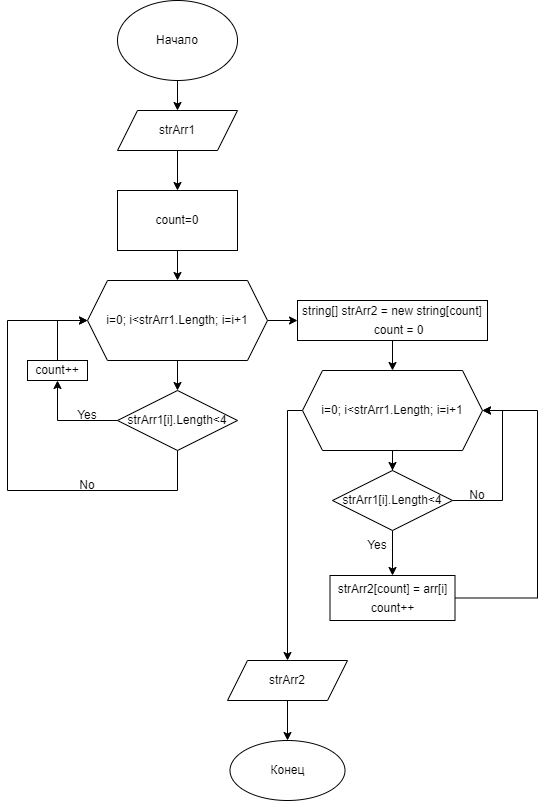 Начало
strArr1
count=0
i=0; i<strArr1.Length; i=i+1
count++
Yes
strArr1[i].Length<4
No
string[] strArr2 = new string[count]
count = 0
i=0; i<strArr1.Length; i=i+1
strArr1[i].Length<4
No
Yes
strArr2[count] = arr[i]
count++
strArr2
Конец